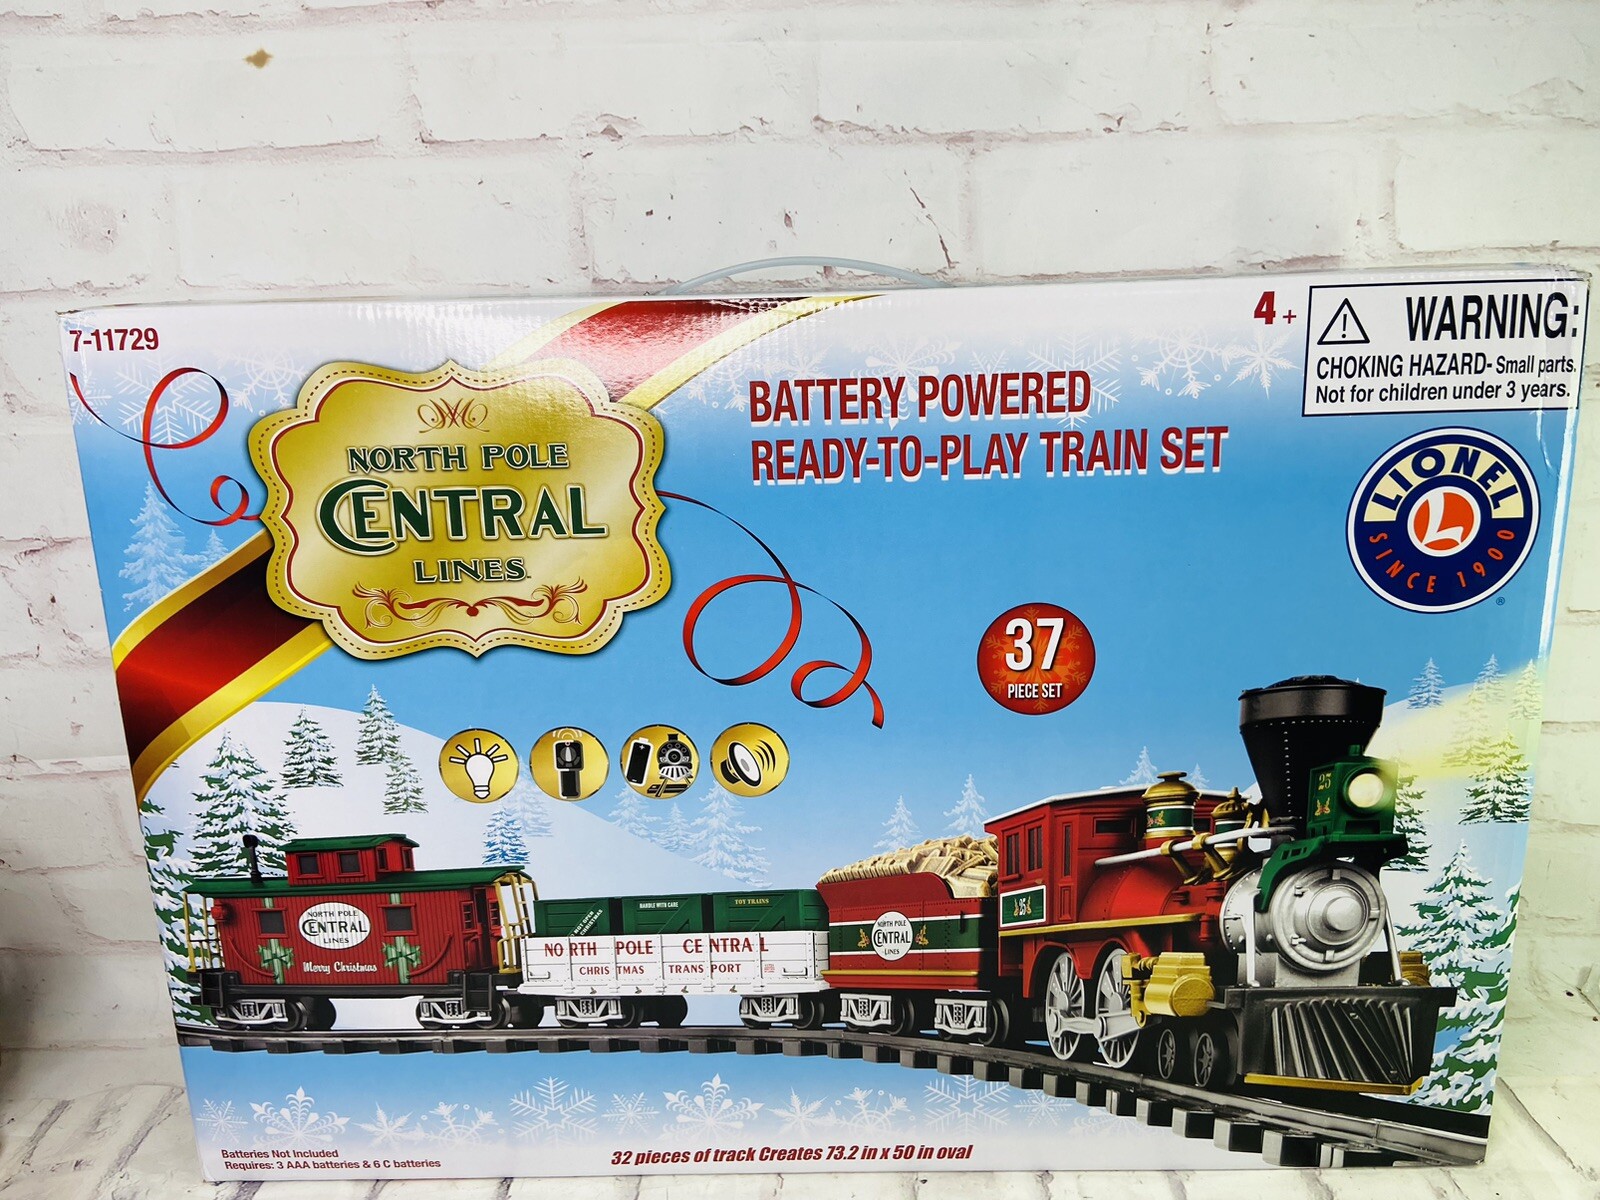 7-11729
4+
WARNING:
CHOKING HAZARD- Small parts.
Not for children under 3 years.
NORTH POLE
CENTRAL
LINES
BATTERY POWERED
READY-TO-PLAY TRAIN SET
LIONEL
L
SINCE 1900
®
37
PIECE SET
25
NORTH POLE
CENTRAL
LINES
Merry Christmas
HANDLE WITH CARE
TOY TRAINS
NORTH POLE CENTRAL
CHRISTMAS TRANSPORT
NORTH POLE
CENTRAL
LINES
25
Batteries Not Included
Requires: 3 AAA batteries & 6 C batteries
32 pieces of track Creates 73.2 in x 50 in oval